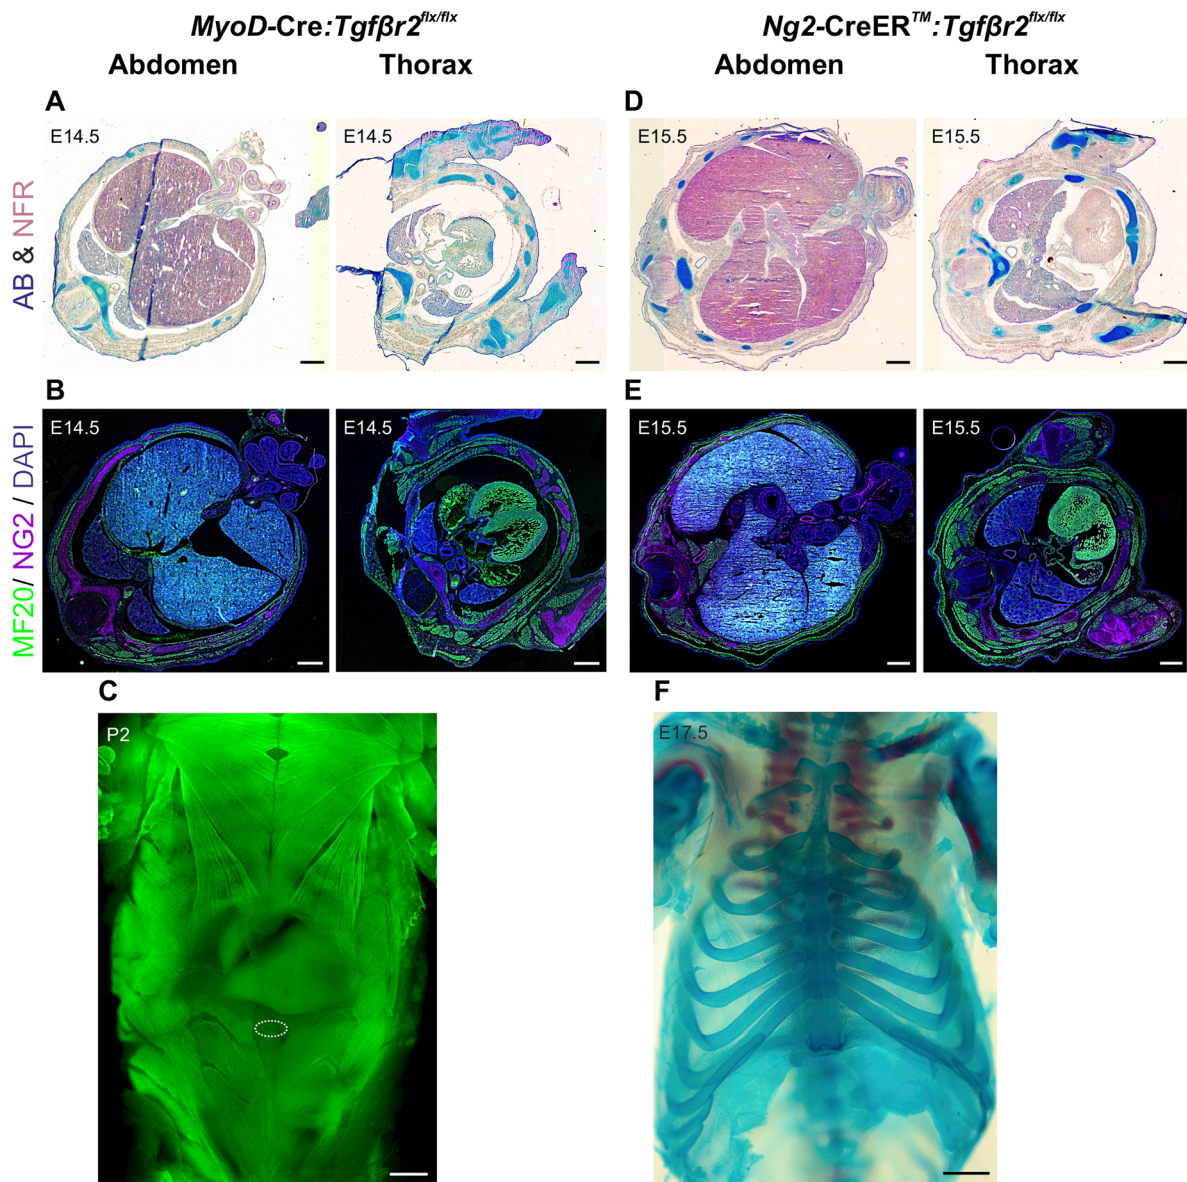 MyoD-Cre:Tgfβr2flx/flx
Ng2-CreERTM:Tgfβr2flx/flx
Abdomen
Thorax
Abdomen
Thorax
A
D
E14.5
E14.5
E15.5
E15.5
AB & NFR
B
E
E14.5
E14.5
E15.5
E15.5
MF20/ NG2 / DAPI
C
F
P2
E17.5